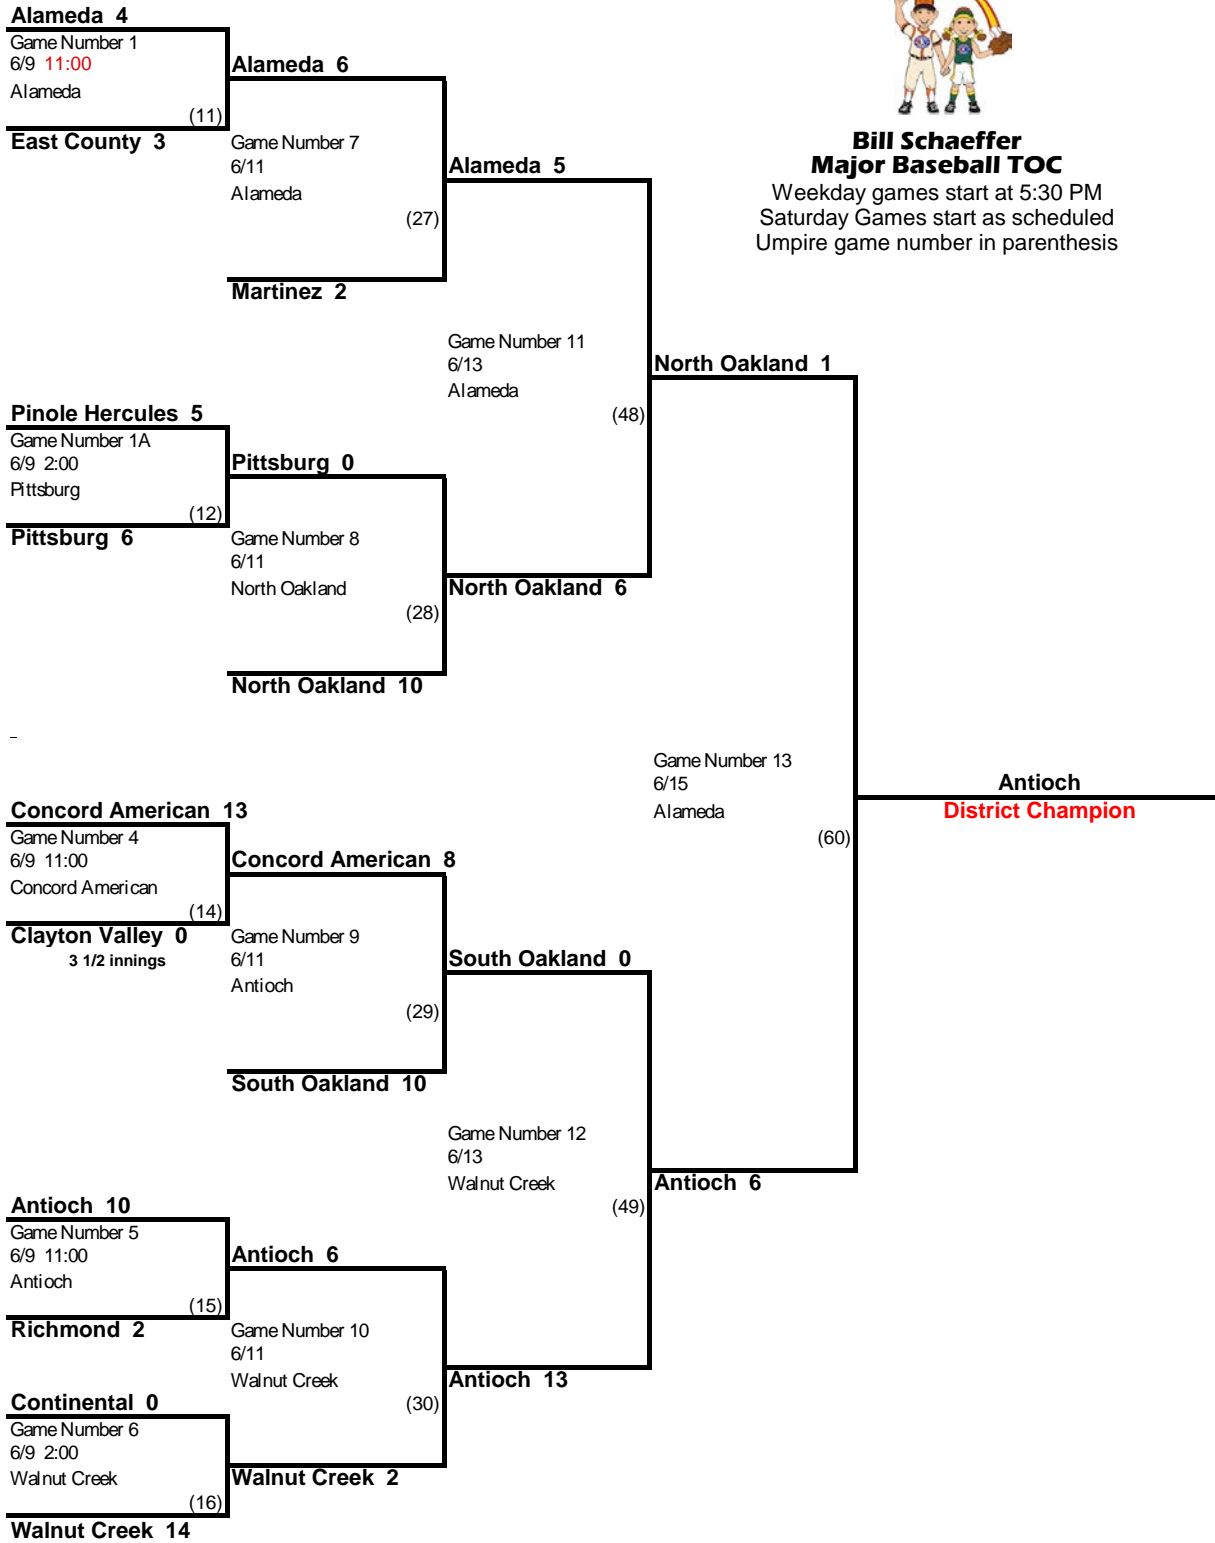 Alameda 4
Game Number 1
6/9 11:00
Alameda
(11)
East County 3
Alameda 6
Game Number 7
6/11
Alameda
(27)
Martinez 2
Alameda 5
Bill Schaeffer
Major Baseball TOC
Weekday games start at 5:30 PM
Saturday Games start as scheduled
Umpire game number in parenthesis
Game Number 11
6/13
Alameda
(48)
North Oakland 1
Pinole Hercules 5
Game Number 1A
6/9 2:00
Pittsburg
(12)
Pittsburg 6
Pittsburg 0
Game Number 8
6/11
North Oakland
(28)
North Oakland 10
North Oakland 6
Game Number 13
6/15
Alameda
(60)
Antioch
District Champion
Concord American 13
Game Number 4
6/9 11:00
Concord American
(14)
Clayton Valley 0
3 1/2 innings
Concord American 8
Game Number 9
6/11
Antioch
(29)
South Oakland 10
South Oakland 0
Game Number 12
6/13
Walnut Creek
(49)
Antioch 6
Antioch 10
Game Number 5
6/9 11:00
Antioch
(15)
Richmond 2
Antioch 6
Game Number 10
6/11
Walnut Creek
(30)
Antioch 13
Continental 0
Game Number 6
6/9 2:00
Walnut Creek
(16)
Walnut Creek 14
Walnut Creek 2